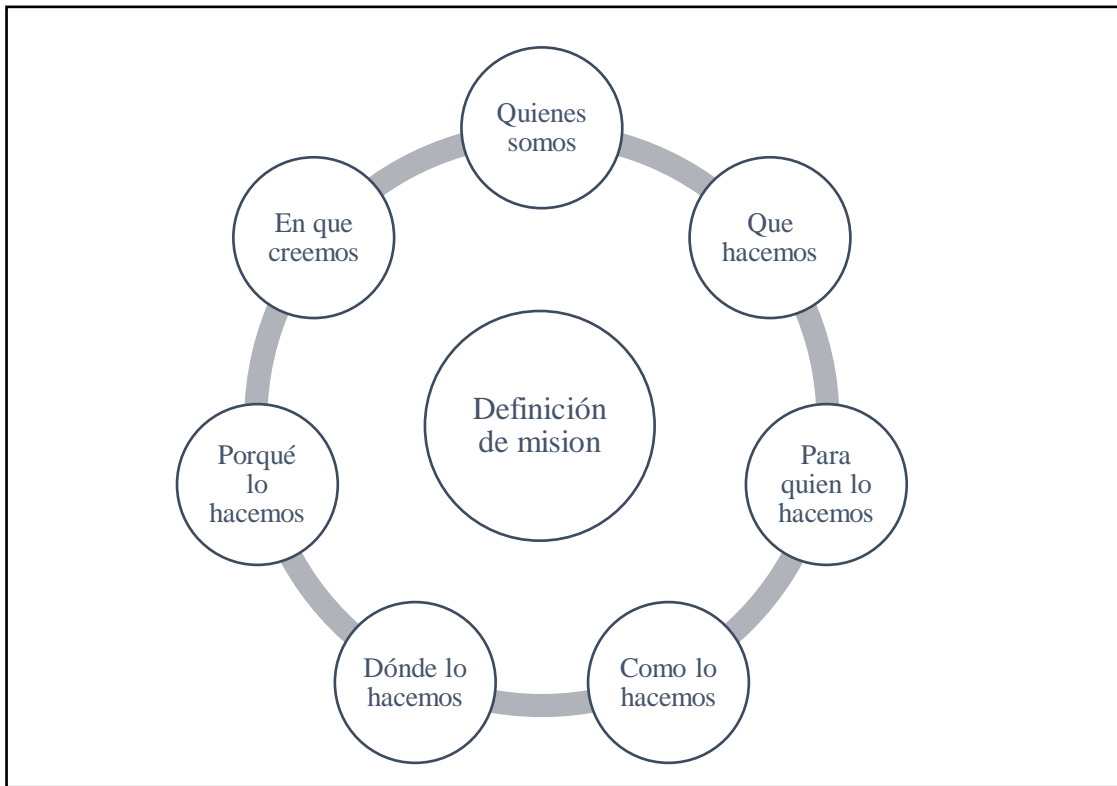 Quienes
somos
Que
hacemos
Para
quien lo
hacemos
Como lo
hacemos
Dónde lo
hacemos
Porqué
lo
hacemos
En que
creemos
Definición
de mision